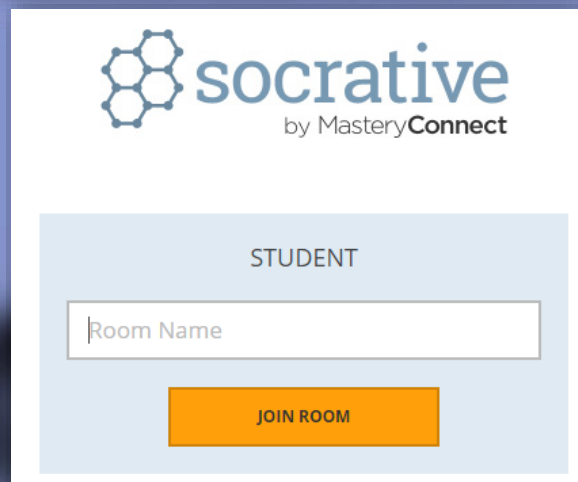 socrative
by MasteryConnect
STUDENT
Room Name
JOIN ROOM